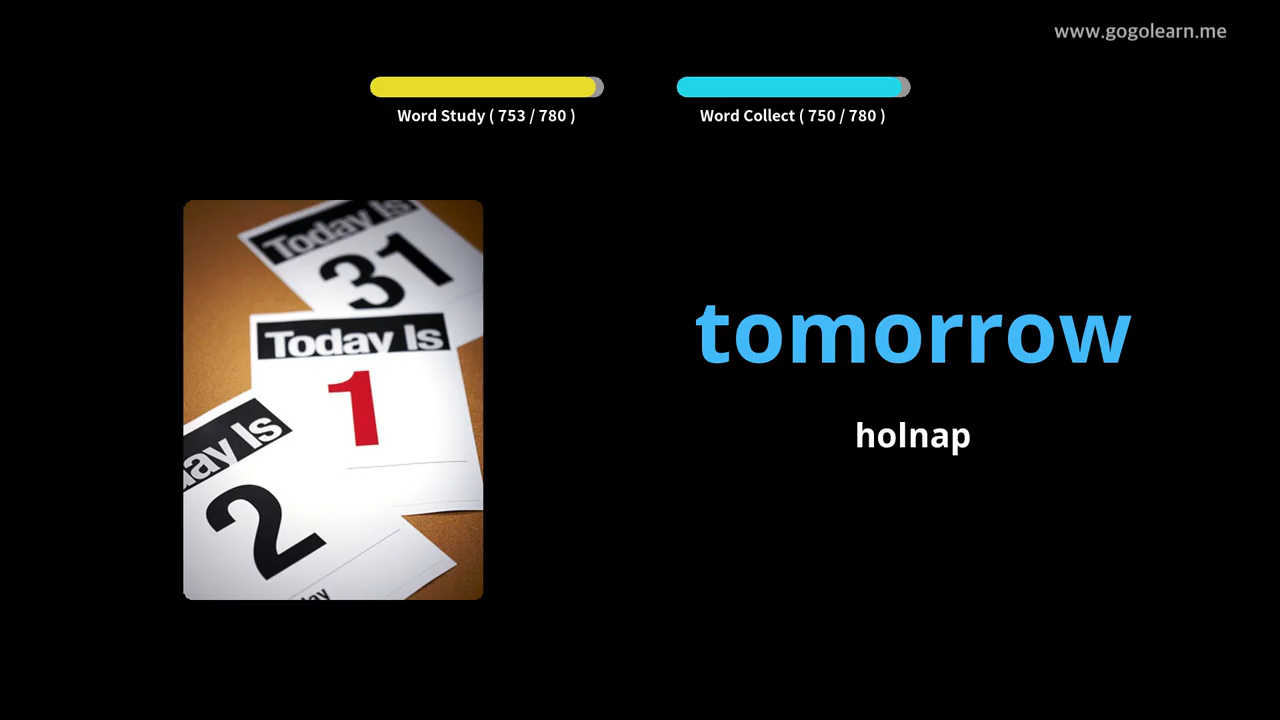 www.gogolearn.me
Word Study ( 753 / 780 )
Word Collect ( 750 / 780 )
Today Is
31
Today Is
1
ay Is
2
day
tomorrow
holnap